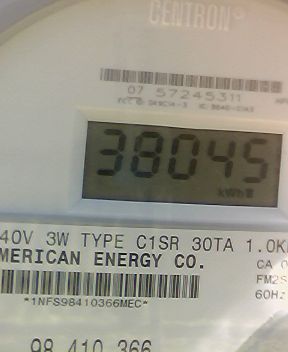 CENTRON®
07 57245311
38045
kWh
40V 3W TYPE C1SR 30TA 1.0K
MERICAN ENERGY CO.
CA 0
FM2S
*1NFS98410366MEC*
60Hz
98 410 366